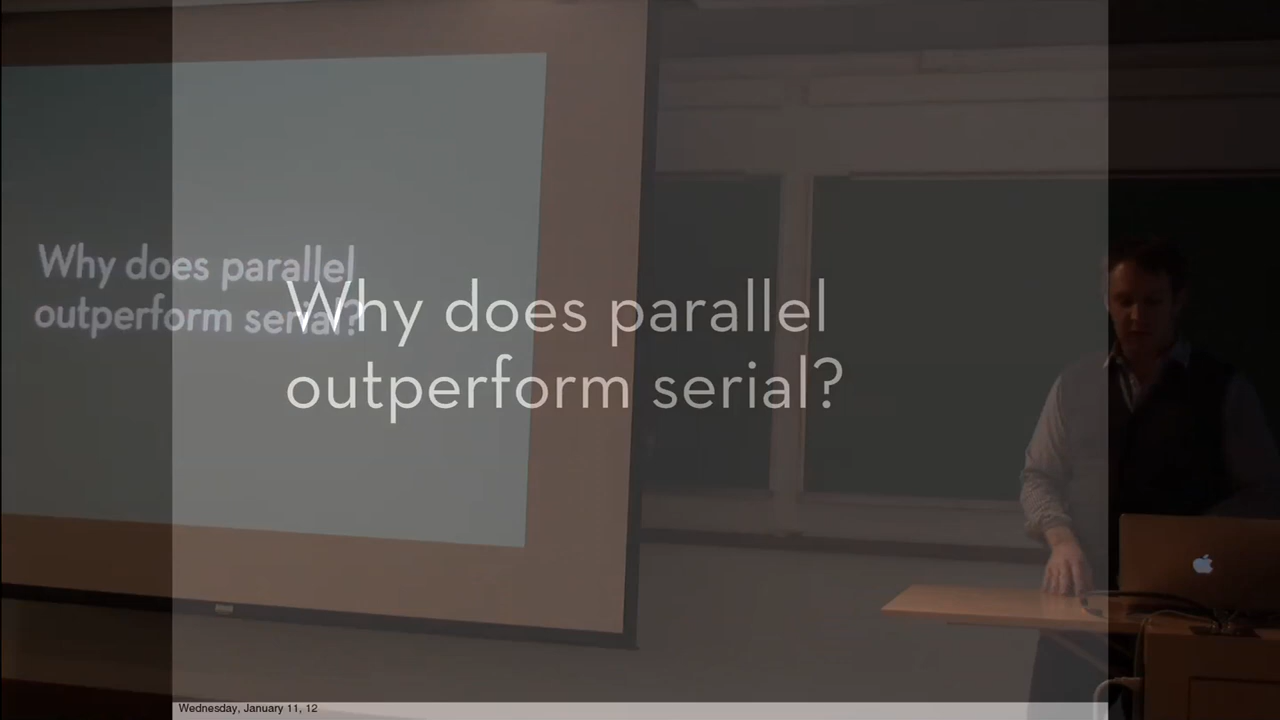 Why does parallel
outperform serial?
Why does parallel
outperform serial?
Wednesday, January 11, 12